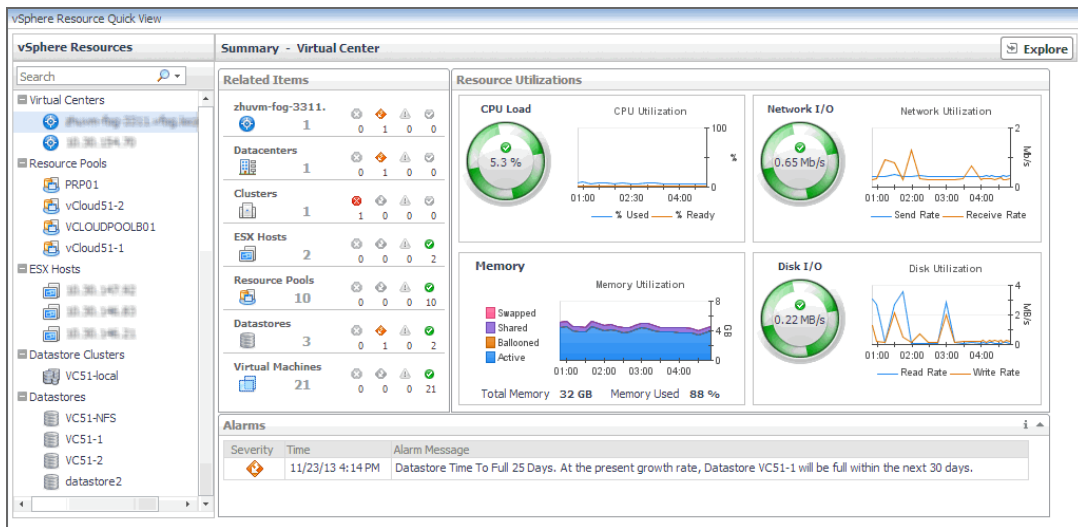 vSphere Resource Quick View
vSphere Resources
Summary - Virtual Center
Explore
Search
Virtual Centers
Resource Pools
PRP01
vCloud51-2
VCLOUDPOOLB01
vCloud51-1
ESX Hosts
Datastore Clusters
VC51-local
Datastores
VC51-NFS
VC51-1
VC51-2
datastore2
Related Items
zhuvm-fog-3311.
1
0 1 0 0
Datacenters
1
0 1 0 0
Clusters
1
1 0 0 0
ESX Hosts
2
0 0 0 2
Resource Pools
10
0 0 0 10
Datastores
3
0 1 0 2
Virtual Machines
21
0 0 0 21
Resource Utilizations
CPU Load
5.3 %
CPU Utilization
100
%
0
01:00 02:30 04:00
% Used % Ready
Network I/O
0.65 Mb/s
Network Utilization
2
Mb/s
0
01:00 02:00 03:00 04:00
Send Rate Receive Rate
Memory
Memory Utilization
Swapped
Shared
Ballooned
Active
8
4
GB
0
01:00 02:00 03:00 04:00
Total Memory 32 GB Memory Used 88 %
Disk I/O
0.22 MB/s
Disk Utilization
4
2
MB/s
0
01:00 02:00 03:00 04:00
Read Rate Write Rate
Alarms
Severity Time Alarm Message
11/23/13 4:14 PM Datastore Time To Full 25 Days. At the present growth rate, Datastore VC51-1 will be full within the next 30 days.